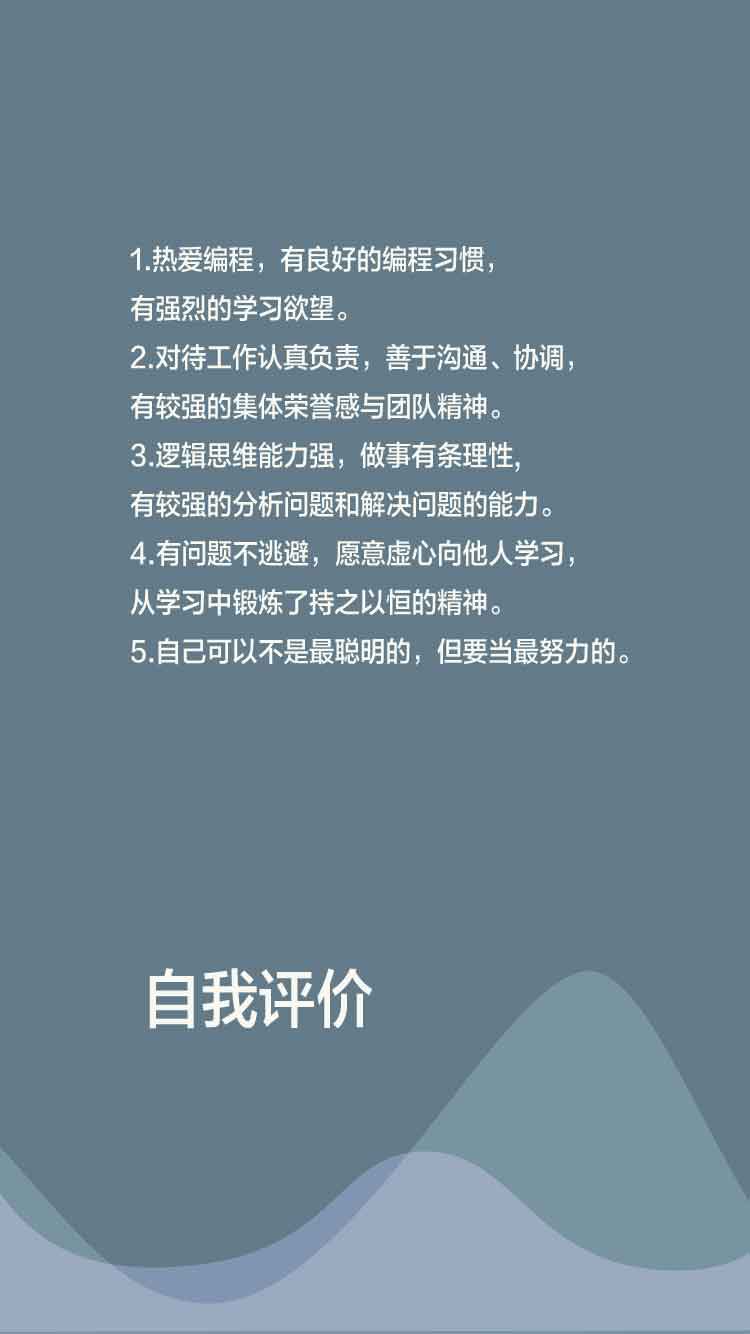 1.热爱编程，有良好的编程习惯，
有强烈的学习欲望。
2.对待工作认真负责，善于沟通、协调，
有较强的集体荣誉感与团队精神。
3.逻辑思维能力强，做事有条理性,
有较强的分析问题和解决问题的能力。
4.有问题不逃避，愿意虚心向他人学习，
从学习中锻炼了持之以恒的精神。
5.自己可以不是最聪明的，但要当最努力的。
自我评价